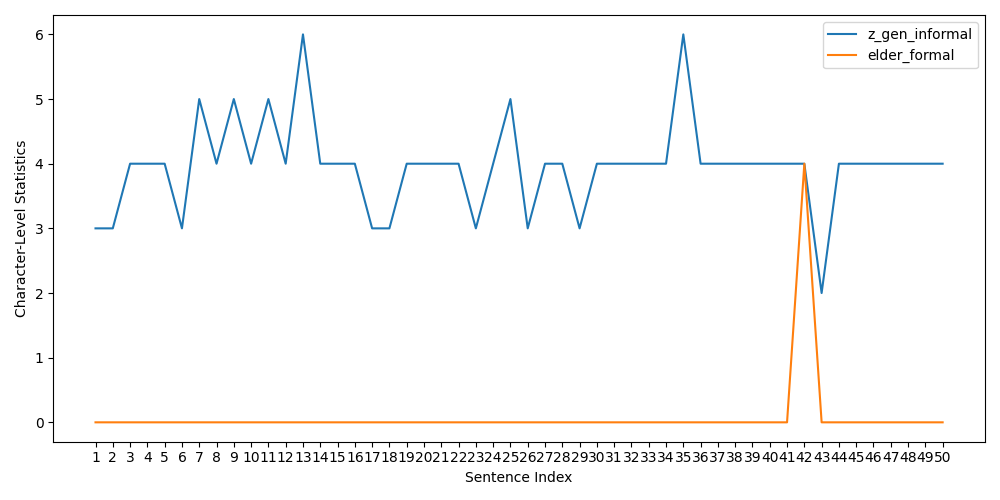 z_gen_informal
elder_formal
Character-Level Statistics
6
5
4
3
2
1
0
1 2 3 4 5 6 7 8 9 10 11 12 13 14 15 16 17 18 19 20 21 22 23 24 25 26 27 28 29 30 31 32 33 34 35 36 37 38 39 40 41 42 43 44 45 46 47 48 49 50
Sentence Index